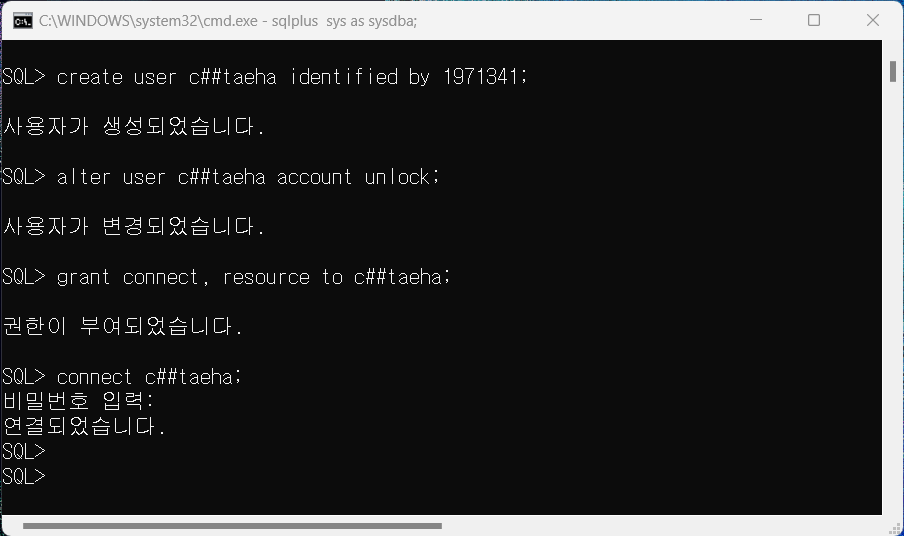 C:\WINDOWS\system32\cmd.exe - sqlplus  sys as sysdba;
SQL> create user c##taeha identified by 1971341;
사용자가 생성되었습니다.
SQL> alter user c##taeha account unlock;
사용자가 변경되었습니다.
SQL> grant connect, resource to c##taeha;
권한이 부여되었습니다.
SQL> connect c##taeha;
비밀번호 입력:
연결되었습니다.
SQL>
SQL>